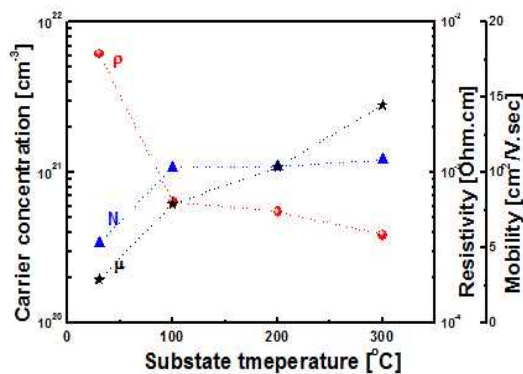 Carrier concentration [cm⁻³]
10²²
10²¹
10²⁰
ρ
N
μ
0
100
200
300
Substate tmeperature [°C]
10⁻²
10⁻³
10⁻⁴
Resistivity [Ohm.cm]
20
15
10
5
0
Mobility [cm²/V.sec]